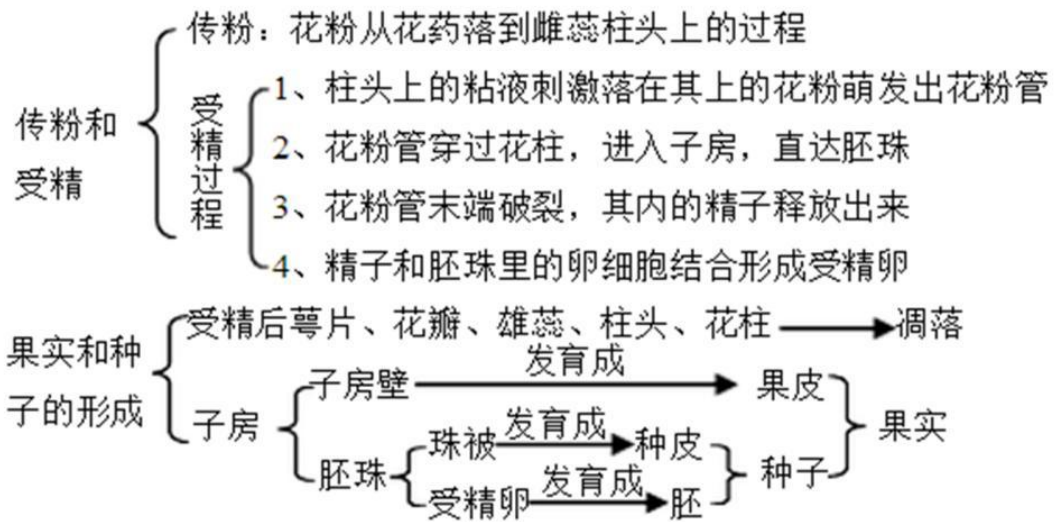 传粉：花粉从花药落到雌蕊柱头上的过程
传粉和
受精
受精过程
1、柱头上的粘液刺激落在其上的花粉萌发出花粉管
2、花粉管穿过花柱，进入子房，直达胚珠
3、花粉管末端破裂，其内的精子释放出来
4、精子和胚珠里的卵细胞结合形成受精卵
果实和种
子的形成
受精后萼片、花瓣、雄蕊、柱头、花柱 凋落
子房
子房壁 发育成 果皮
胚珠
珠被 发育成 种皮
受精卵 发育成 胚
种子
果实